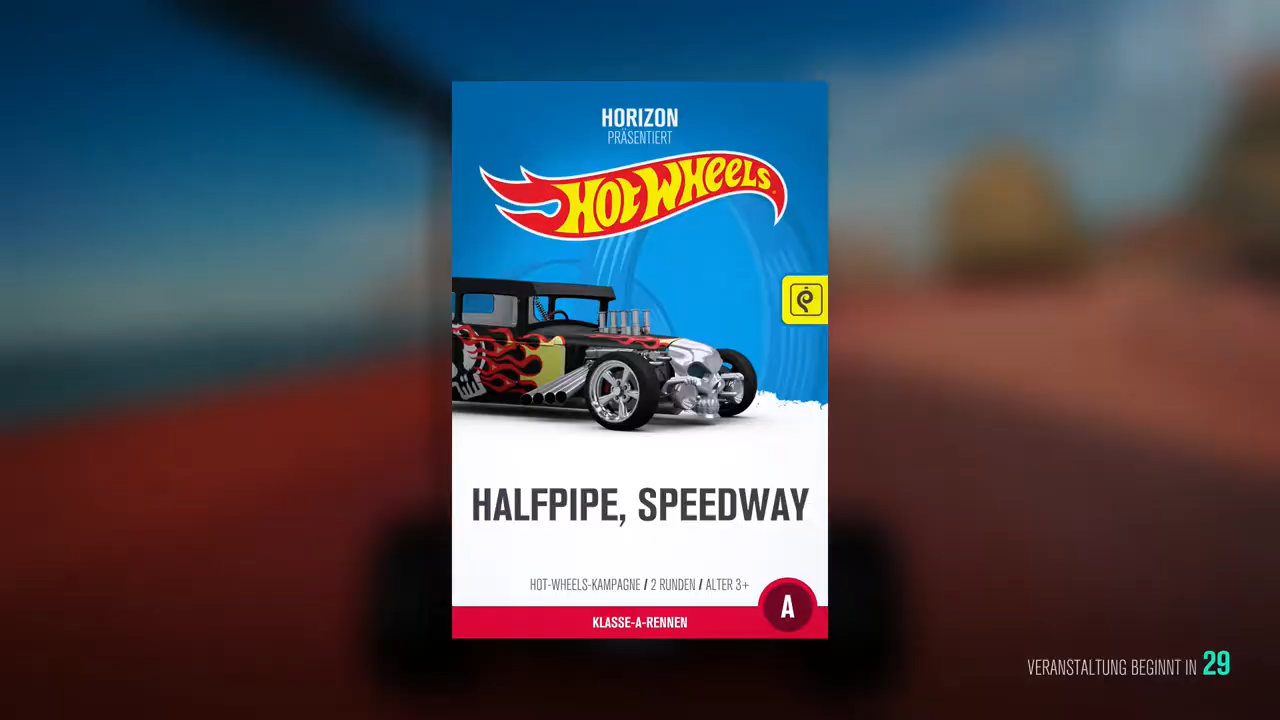 HORIZON
PRÄSENTIERT
Hot Wheels
HALFPIPE, SPEEDWAY
HOT-WHEELS-KAMPAGNE / 2 RUNDEN / ALTER 3+
A
KLASSE-A-RENNEN
VERANSTALTUNG BEGINNT IN 29